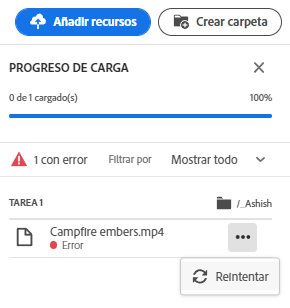 Añadir recursos
Crear carpeta
PROGRESO DE CARGA
0 de 1 cargado(s) 100%
1 con error Filtrar por Mostrar todo
TAREA 1 /_Ashish
Campfire embers.mp4
Error
Reintentar